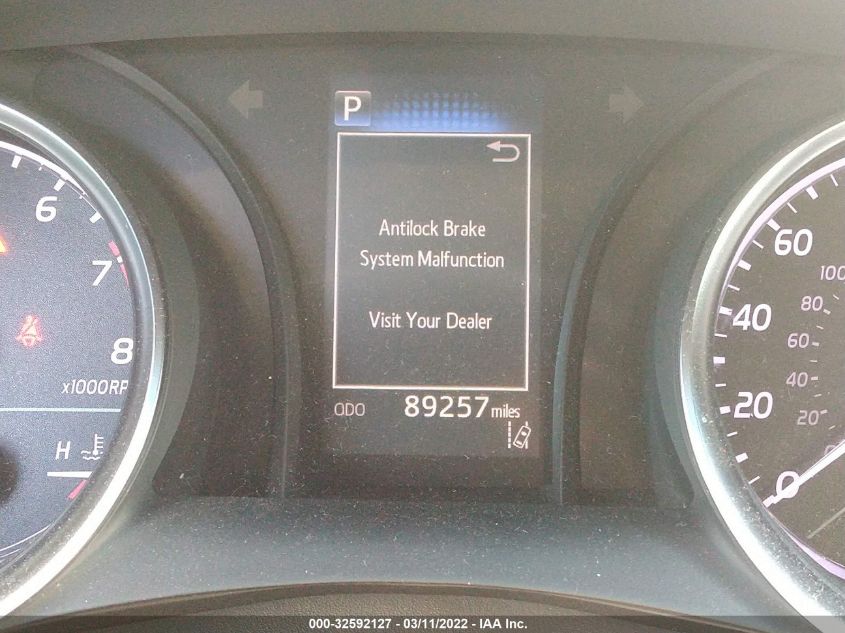 P
Antilock Brake
System Malfunction
Visit Your Dealer
ODO 89257 miles
6
7
8
x1000RP
H
60
40
20
0
100
80
60
40
20
000-32592127 - 03/11/2022 - IAA Inc.